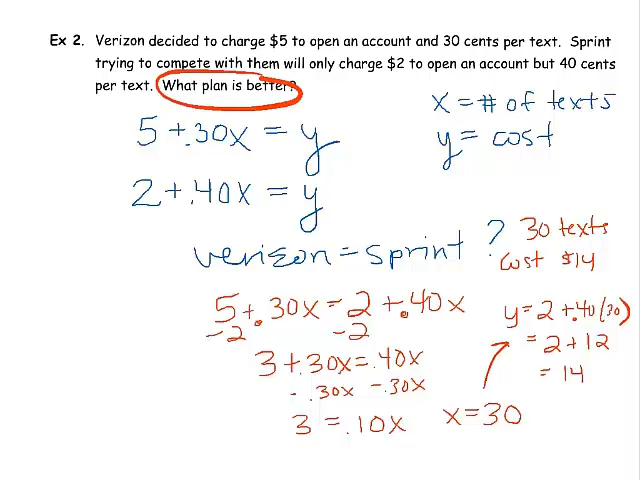 Ex 2. Verizon decided to charge $5 to open an account and 30 cents per text. Sprint
trying to compete with them will only charge $2 to open an account but 40 cents
per text. What plan is better?
x = # of texts
5 + .30x = y
y = cost
2 + .40x = y
verizon = sprint ?
30 texts
cost $14
5 + .30x = 2 + .40x
y = 2 + .40(30)
-2 -2
= 2 + 12
3 + .30x = .40x
= 14
- .30x -.30x
3 = .10x
x = 30